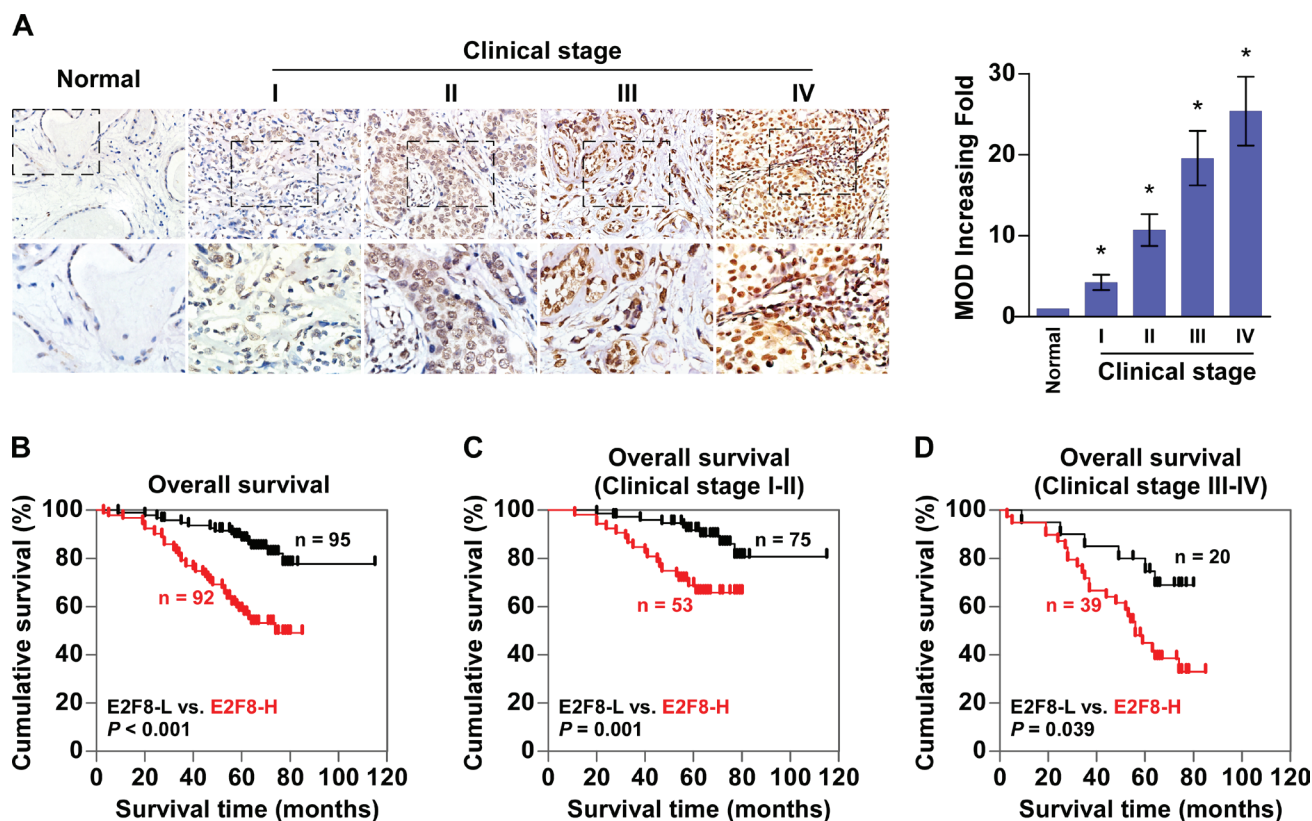 A
Clinical stage
Normal
I II III IV
MOD Increasing Fold
30
20
10
0
* * * *
Normal
I II III IV
Clinical stage
B
Overall survival
Cumulative survival (%)
100
80
60
40
20
0
n = 95
n = 92
E2F8-L vs. E2F8-H
P < 0.001
0 20 40 60 80 100 120
Survival time (months)
C
Overall survival
(Clinical stage I-II)
Cumulative survival (%)
100
80
60
40
20
0
n = 75
n = 53
E2F8-L vs. E2F8-H
P = 0.001
0 20 40 60 80 100 120
Survival time (months)
D
Overall survival
(Clinical stage III-IV)
Cumulative survival (%)
100
80
60
40
20
0
n = 20
n = 39
E2F8-L vs. E2F8-H
P = 0.039
0 20 40 60 80 100 120
Survival time (months)